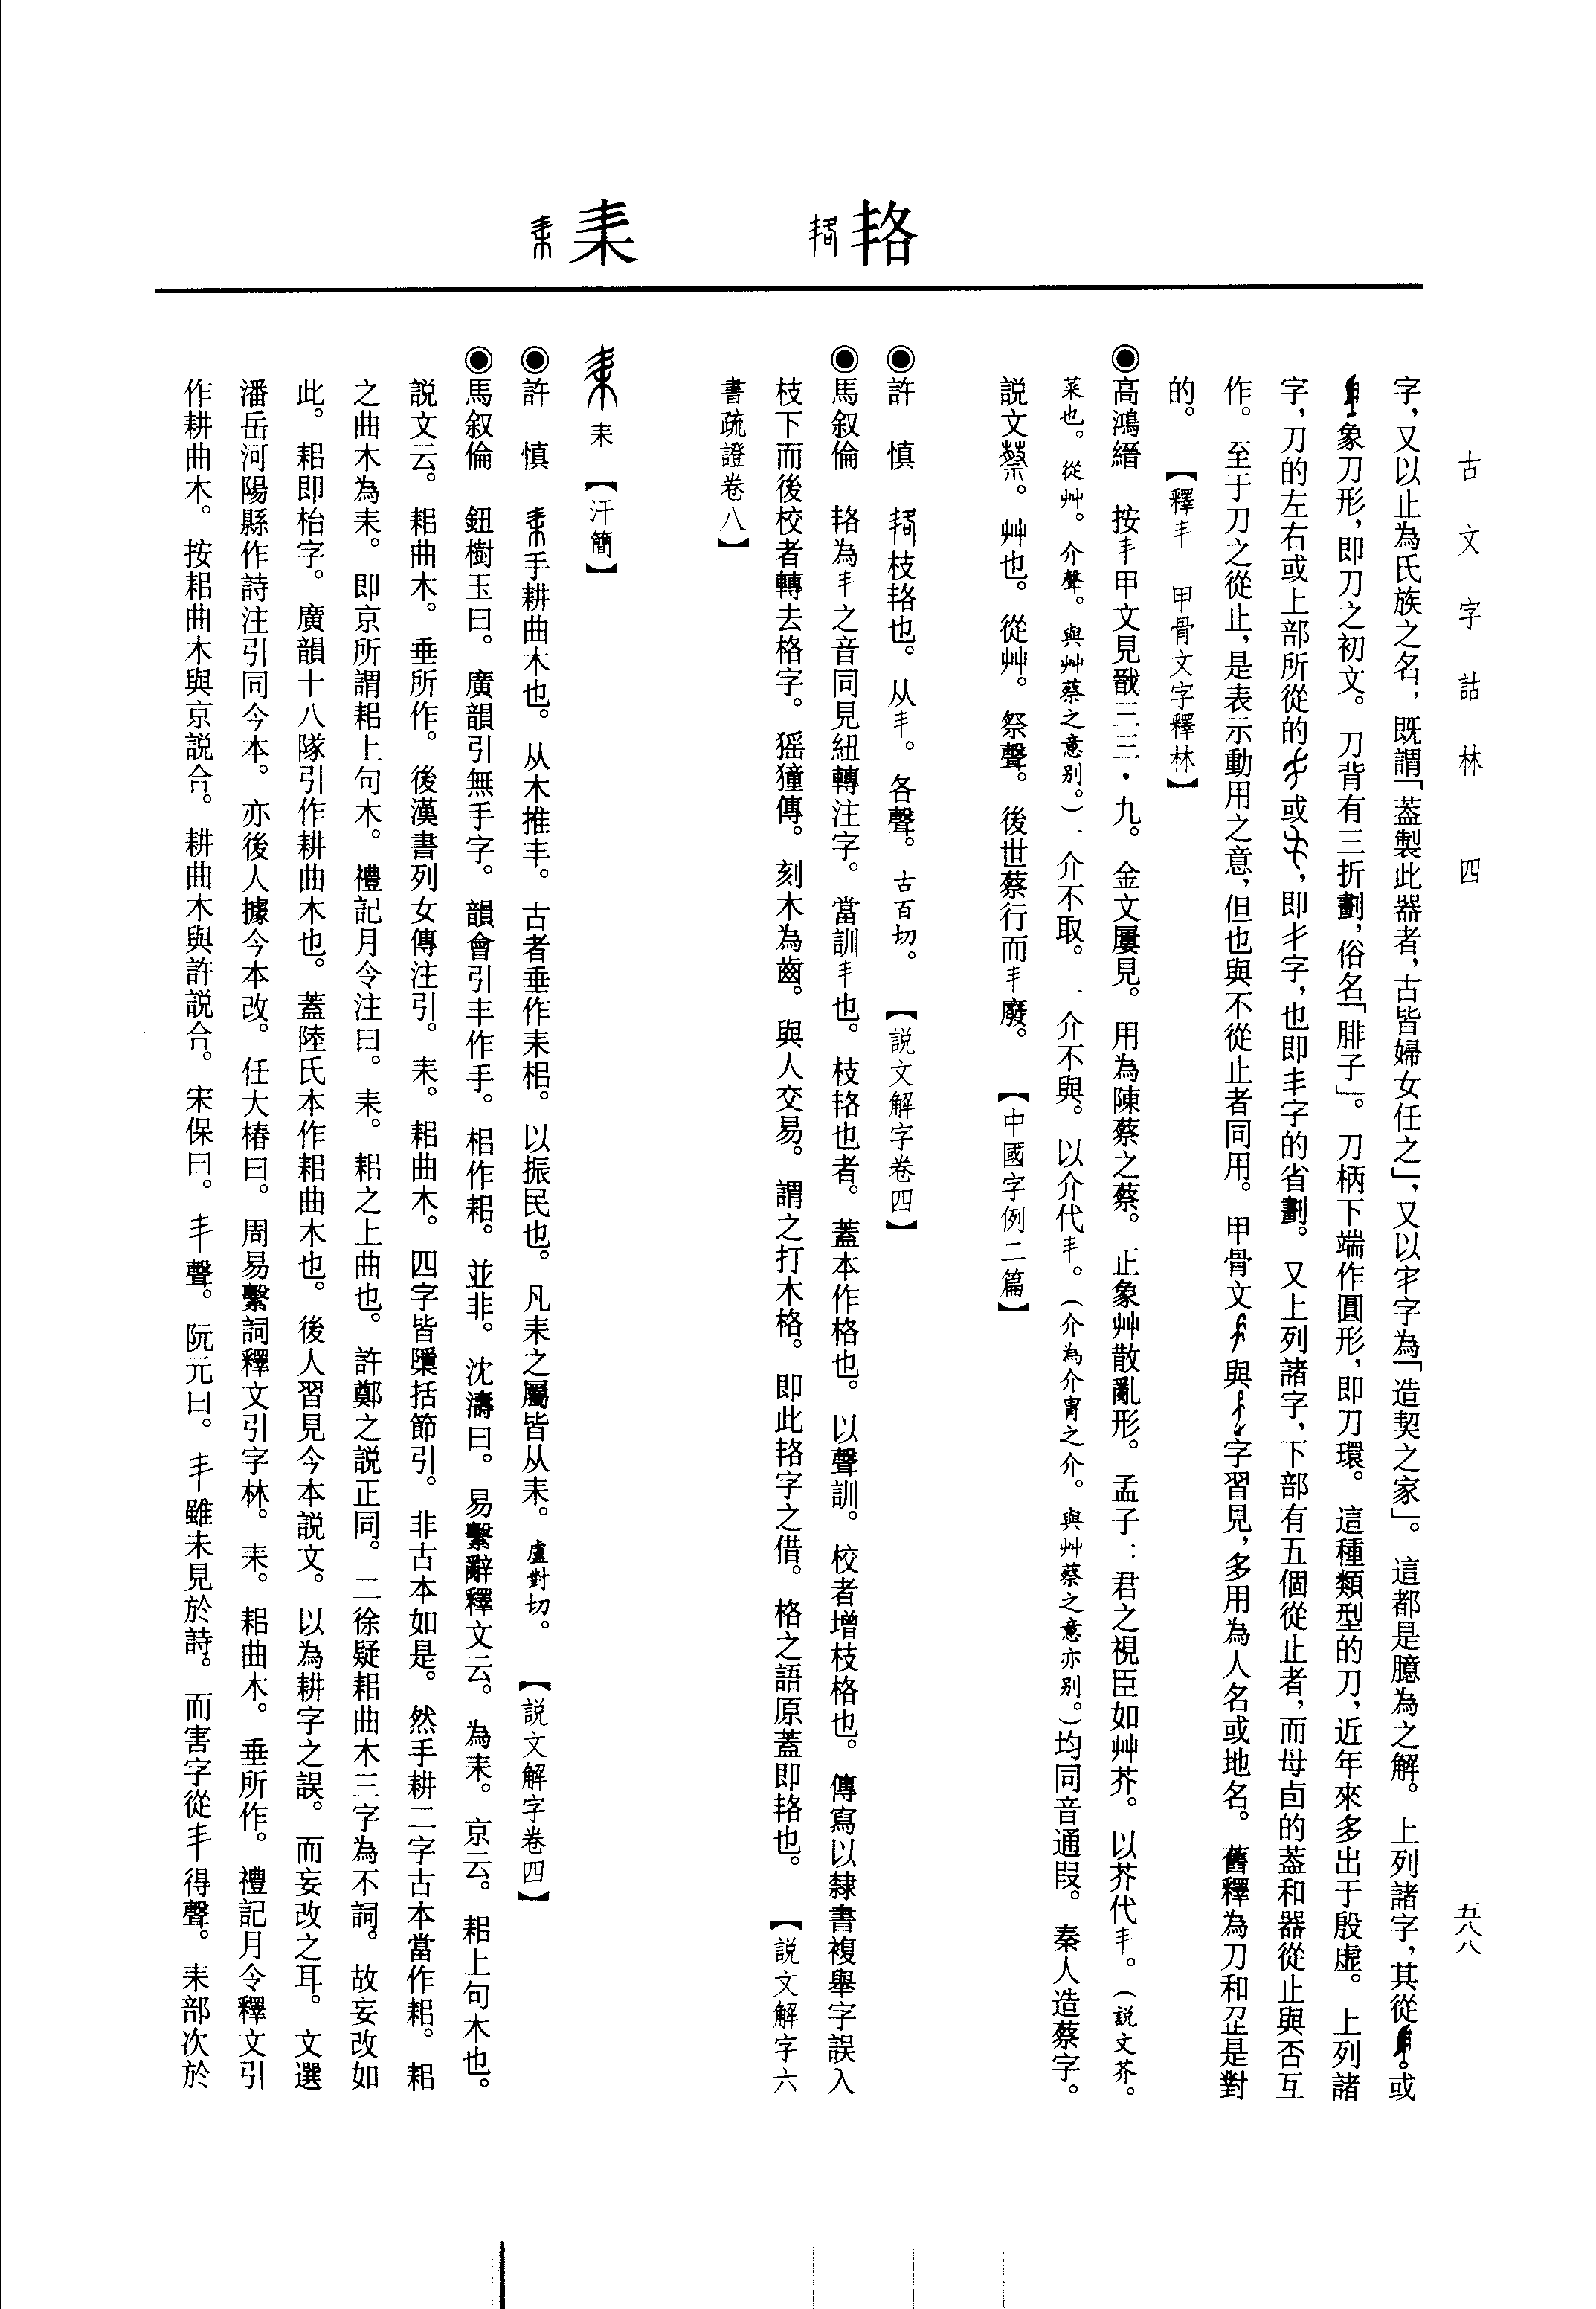 古文字詁林　四
五八八
𢧢
耒
字，又以止為氏族之名；既謂「蓋製此器者，古皆婦女任之」，又以字為「造契之家」。這都是臆為之解。上列諸字，其從或
象刀形，即刀之初文。刀背有三折劃，俗名「腓子」。刀柄下端作圓形，即刀環。這種類型的刀，近年來多出于殷虛。上列諸
字，刀的左右或上部所從的或，即字，也即丯字的省劃。又上列諸字，下部有五個從止者，而母卣的蓋和器從止與否互
作。至于刀之從止，是表示動用之意，但也與不從止者同用。甲骨文與字習見，多用為人名或地名。舊釋為刀和是對
的。【釋丯　甲骨文字釋林】
◉高鴻縉　按丯甲文見三三・九。金文屢見。用為陳蔡之蔡。正象艸散亂形。孟子：君之視臣如艸芥。以芥代丯。（説文芥。
菜也。從艸。介聲。與艸蔡之意别。）一介不取。一介不與。以介代丯。（介為介冑之介。與艸蔡之意亦别。）均同音通叚。秦人造蔡字。
説文蔡。艸也。從艸。祭聲。後世蔡行而丯廢。【中國字例二篇】
◉許　慎　枝𢧢也。从丯。各聲。古百切。【説文解字卷四】
◉馬叙倫　為丯之音同見紐轉注字。當訓丯也。枝也者。蓋本作格也。以聲訓。校者增枝格也。傳寫以隸書複舉字誤入
枝下而後校者轉去格字。猺獞傳。刻木為齒。與人交易。謂之打木格。即此字之借。格之語原蓋即也。【説文解字六
書疏證卷八】
耒【汗簡】
◉許　慎　耒手耕曲木也。从木推丯。古者垂作耒梠。以振民也。凡耒之屬皆从耒。盧對切。【説文解字卷四】
◉馬叙倫　鈕樹玉曰。廣韻引無手字。韻會引丯作手。梠作耜。並非。沈濤曰。易繫辭釋文云。為耒。京云。耜上句木也。
説文云。耜曲木。垂所作。後漢書列女傳注引。耒。耜曲木。四字皆檃括節引。非古本如是。然手耕二字古本當作耜。耜
之曲木為耒。即京所謂耜上句木。禮記月令注曰。耒。耜之上曲也。許鄭之説正同。二徐疑耜曲木三字為不詞。故妄改如
此。耜即枱字。廣韻十八隊引作耕曲木也。蓋陸氏本作耜曲木也。後人習見今本説文。以為耕字之誤。而妄改之耳。文選
潘岳河陽縣作詩注引同今本。亦後人據今本改。任大椿曰。周易繫詞釋文引字林。耒。耜曲木。垂所作。禮記月令釋文引
作耕曲木。按耜曲木與京説合。耕曲木與許説合。宋保曰。丯聲。阮元曰。丯雖未見於詩。而害字從丯得聲。耒部次於